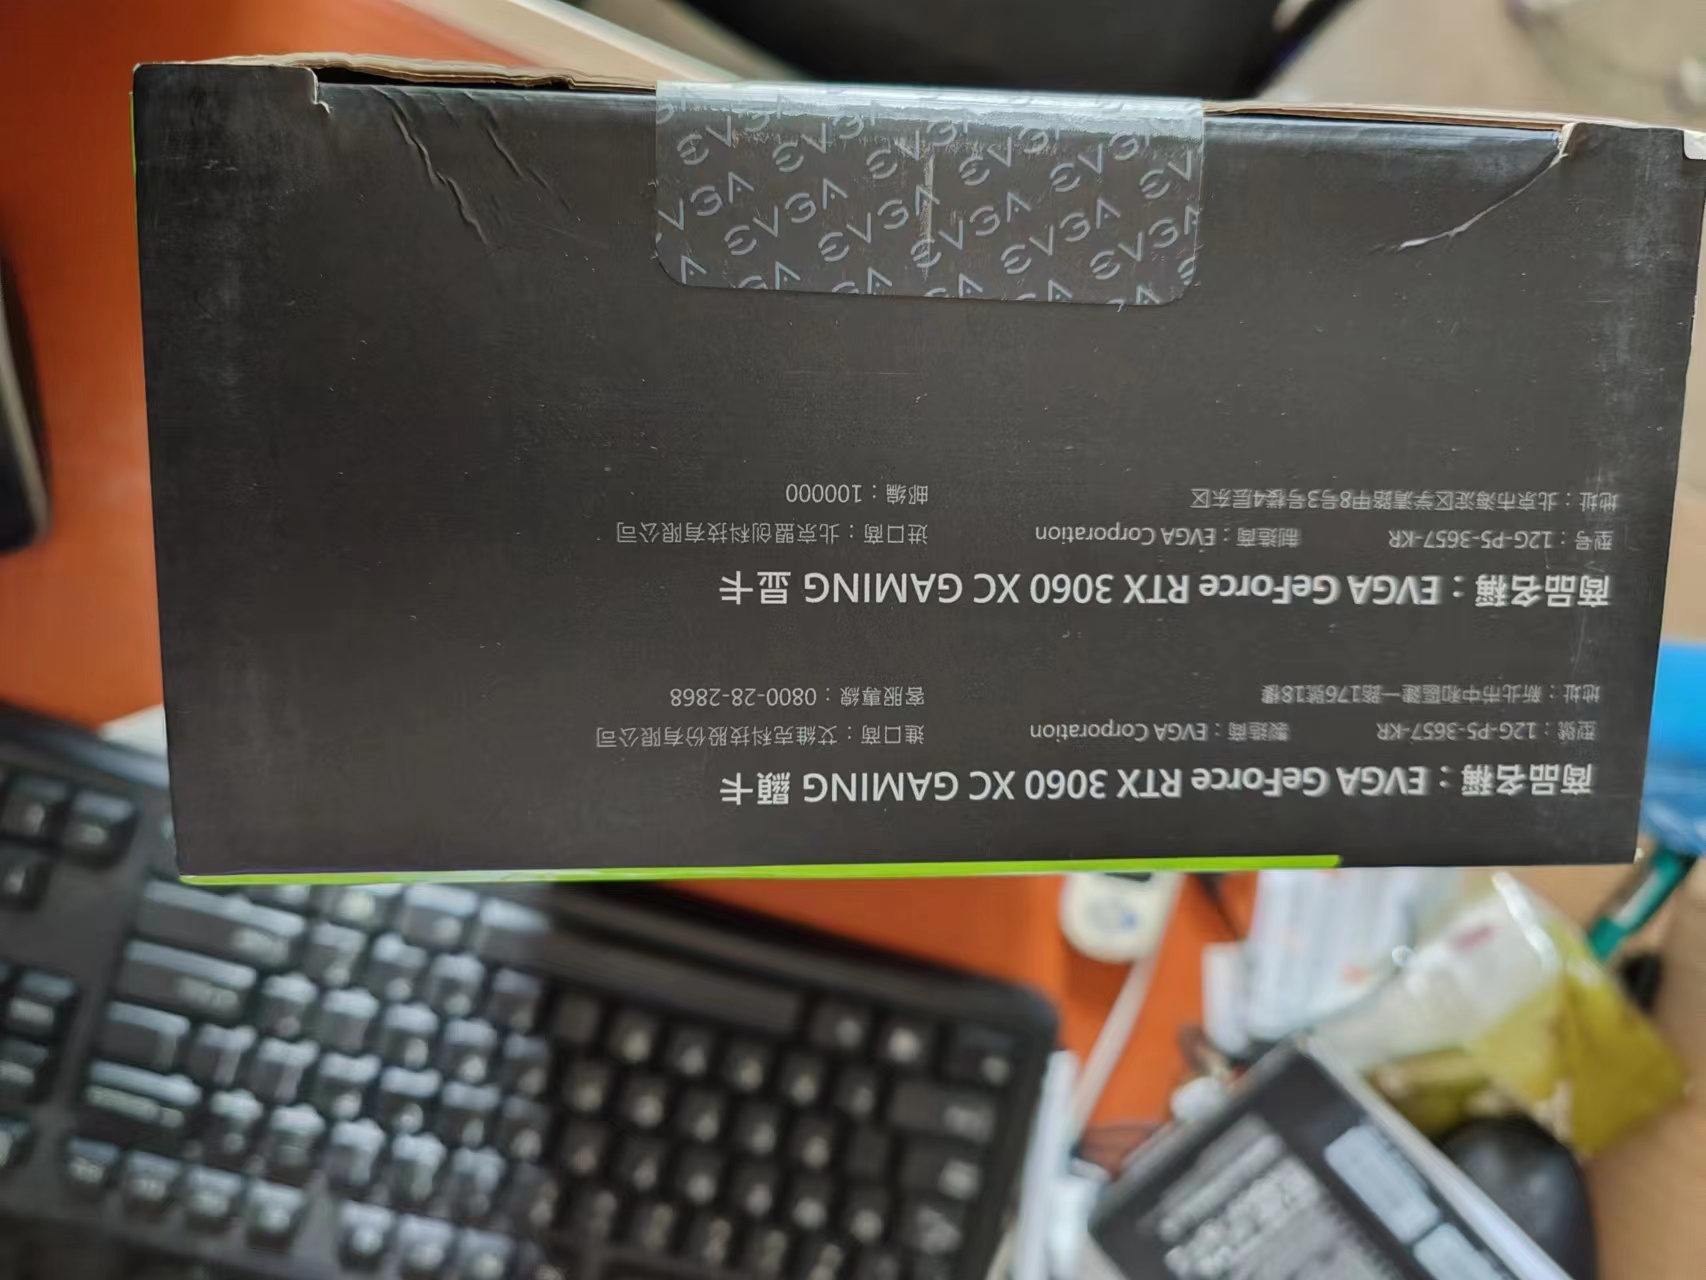 商品名稱：EVGA GeForce RTX 3060 XC GAMING 顯卡
型號：12G-P5-3657-KR 製造商：EVGA Corporation 進口商：艾維克科技股份有限公司
地址：新北市中和區建一路176號18樓 客服專線：0800-28-2868
商品名稱：EVGA GeForce RTX 3060 XC GAMING 显卡
型号：12G-P5-3657-KR 制造商：EVGA Corporation 进口商：北京盟创科技有限公司
地址：北京市海淀区学清路甲8号3号楼4层东区 邮编：100000
EVGA EVGA EVGA